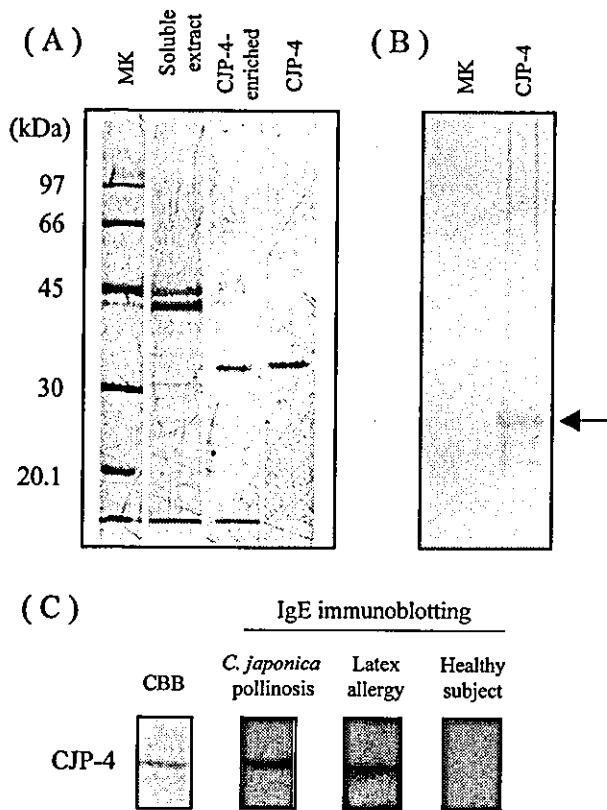 (A)
MK
Soluble
extract
CJP-4-
enriched
CJP-4
(B)
MK
CJP-4
(kDa)
97
66
45
30
20.1
(C)
IgE immunoblotting
CBB
C. japonica
pollinosis
Latex
allergy
Healthy
subject
CJP-4